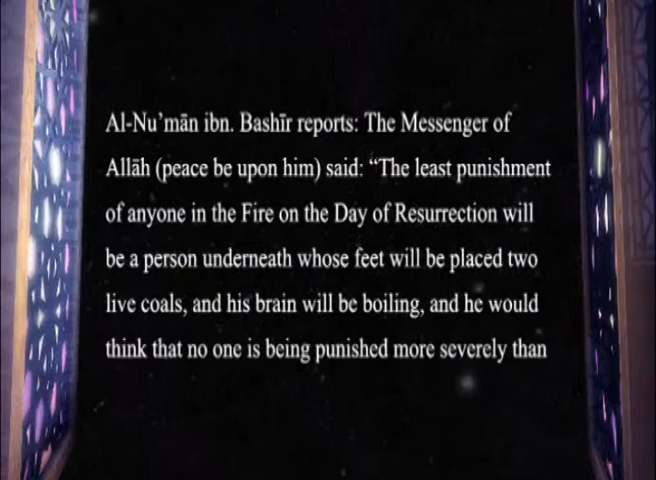 Al-Nu’mān ibn. Bashīr reports: The Messenger of
Allāh (peace be upon him) said: “The least punishment
of anyone in the Fire on the Day of Resurrection will
be a person underneath whose feet will be placed two
live coals, and his brain will be boiling, and he would
think that no one is being punished more severely than